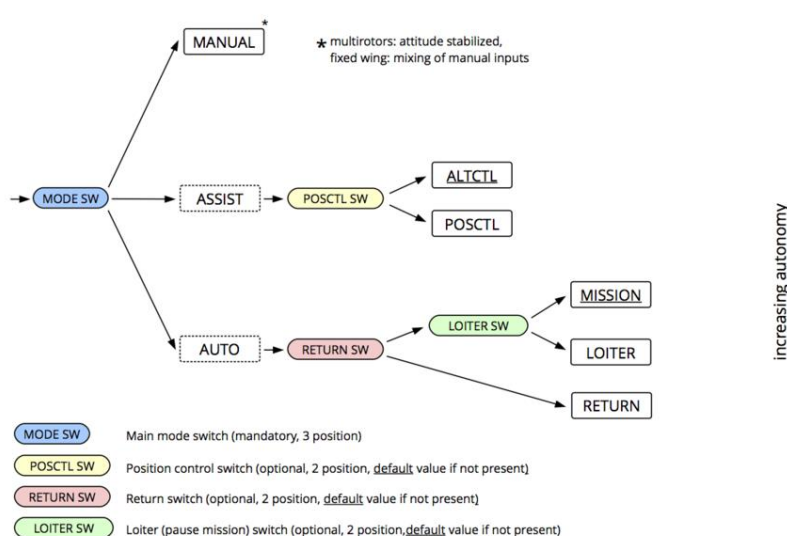 *
MANUAL
* multirotors: attitude stabilized,
fixed wing: mixing of manual inputs
ALTCTL
MODE SW
ASSIST
POSCTL SW
POSCTL
increasing autonomy
MISSION
LOITER SW
AUTO
RETURN SW
LOITER
RETURN
MODE SW Main mode switch (mandatory, 3 position)
POSCTL SW Position control switch (optional, 2 position, default value if not present)
RETURN SW Return switch (optional, 2 position, default value if not present)
LOITER SW Loiter (pause mission) switch (optional, 2 position,default value if not present)